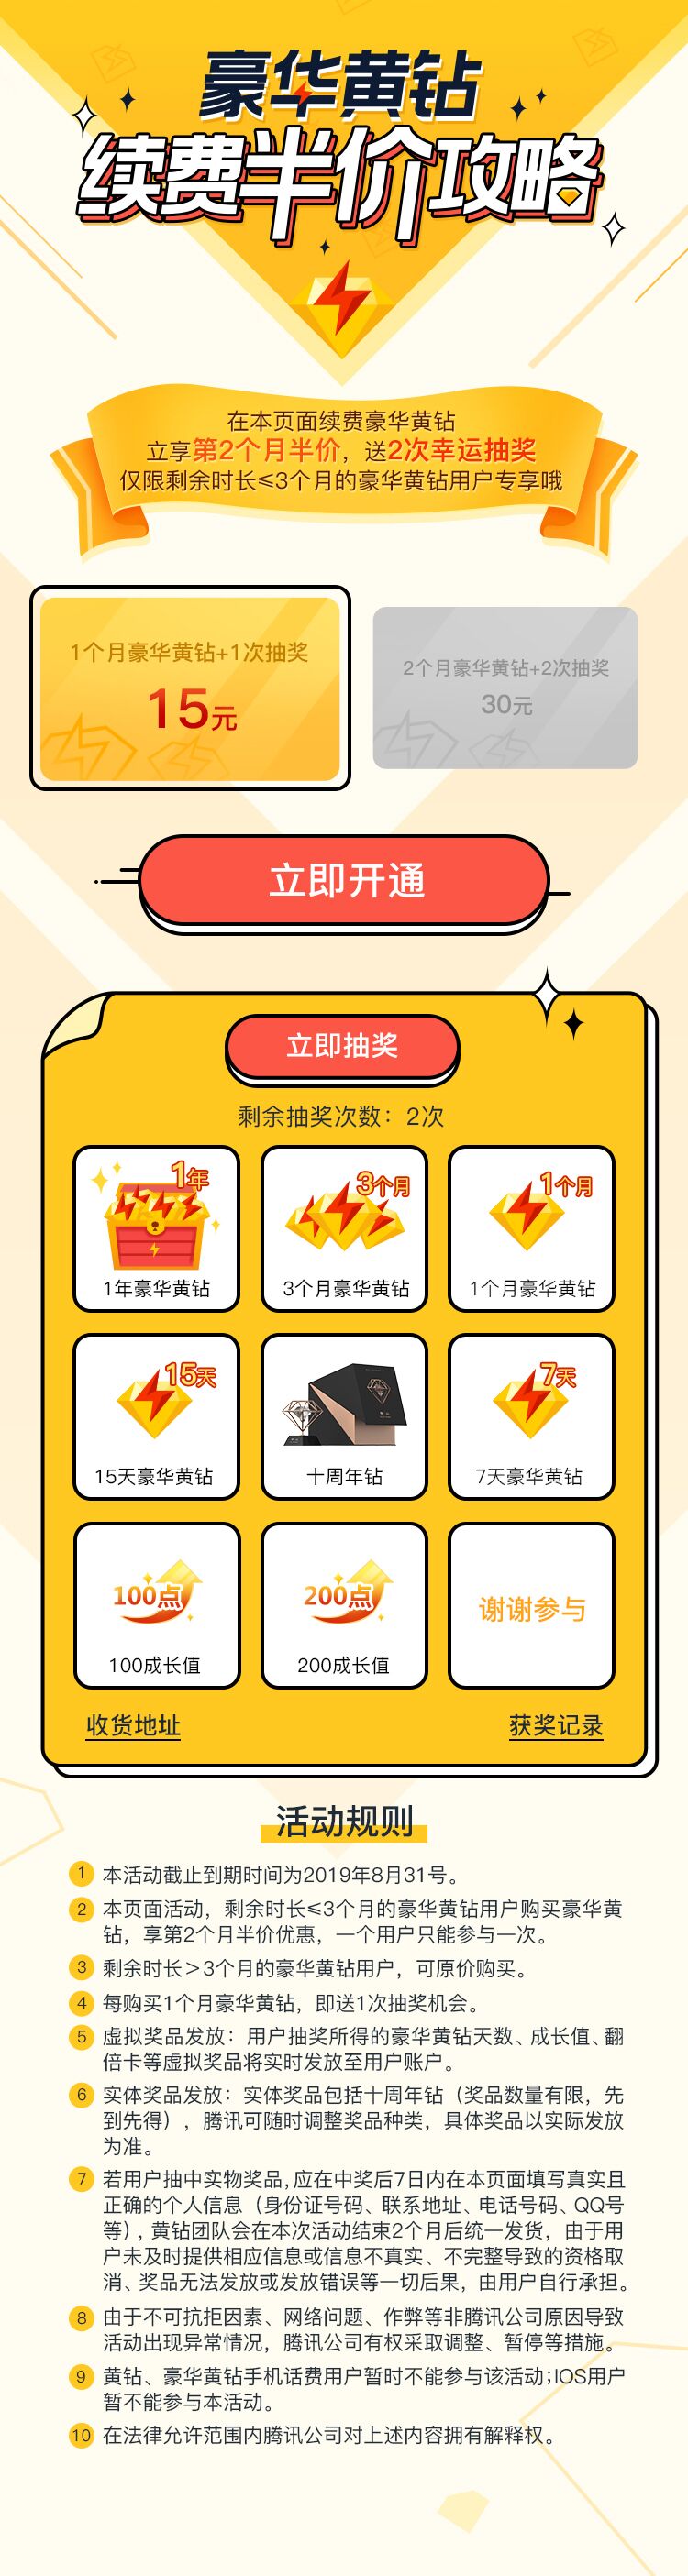 豪华黄钻
续费半价攻略
在本页面续费豪华黄钻
立享第2个月半价，送2次幸运抽奖
仅限剩余时长≤3个月的豪华黄钻用户专享哦
1个月豪华黄钻+1次抽奖
15元
2个月豪华黄钻+2次抽奖
30元
立即开通
立即抽奖
剩余抽奖次数：2次
1年
1年豪华黄钻
3个月
3个月豪华黄钻
1个月
1个月豪华黄钻
15天
15天豪华黄钻
十周年钻
7天
7天豪华黄钻
100点
100成长值
200点
200成长值
谢谢参与
收货地址
获奖记录
活动规则
1 本活动截止到期时间为2019年8月31号。
2 本页面活动，剩余时长≤3个月的豪华黄钻用户购买豪华黄
钻，享第2个月半价优惠，一个用户只能参与一次。
3 剩余时长＞3个月的豪华黄钻用户，可原价购买。
4 每购买1个月豪华黄钻，即送1次抽奖机会。
5 虚拟奖品发放：用户抽奖所得的豪华黄钻天数、成长值、翻
倍卡等虚拟奖品将实时发放至用户账户。
6 实体奖品发放：实体奖品包括十周年钻（奖品数量有限，先
到先得），腾讯可随时调整奖品种类，具体奖品以实际发放
为准。
7 若用户抽中实物奖品,应在中奖后7日内在本页面填写真实且
正确的个人信息（身份证号码、联系地址、电话号码、QQ号
等），黄钻团队会在本次活动结束2个月后统一发货，由于用
户未及时提供相应信息或信息不真实、不完整导致的资格取
消、奖品无法发放或发放错误等一切后果，由用户自行承担。
8 由于不可抗拒因素、网络问题、作弊等非腾讯公司原因导致
活动出现异常情况，腾讯公司有权采取调整、暂停等措施。
9 黄钻、豪华黄钻手机话费用户暂时不能参与该活动;IOS用户
暂不能参与本活动。
10 在法律允许范围内腾讯公司对上述内容拥有解释权。